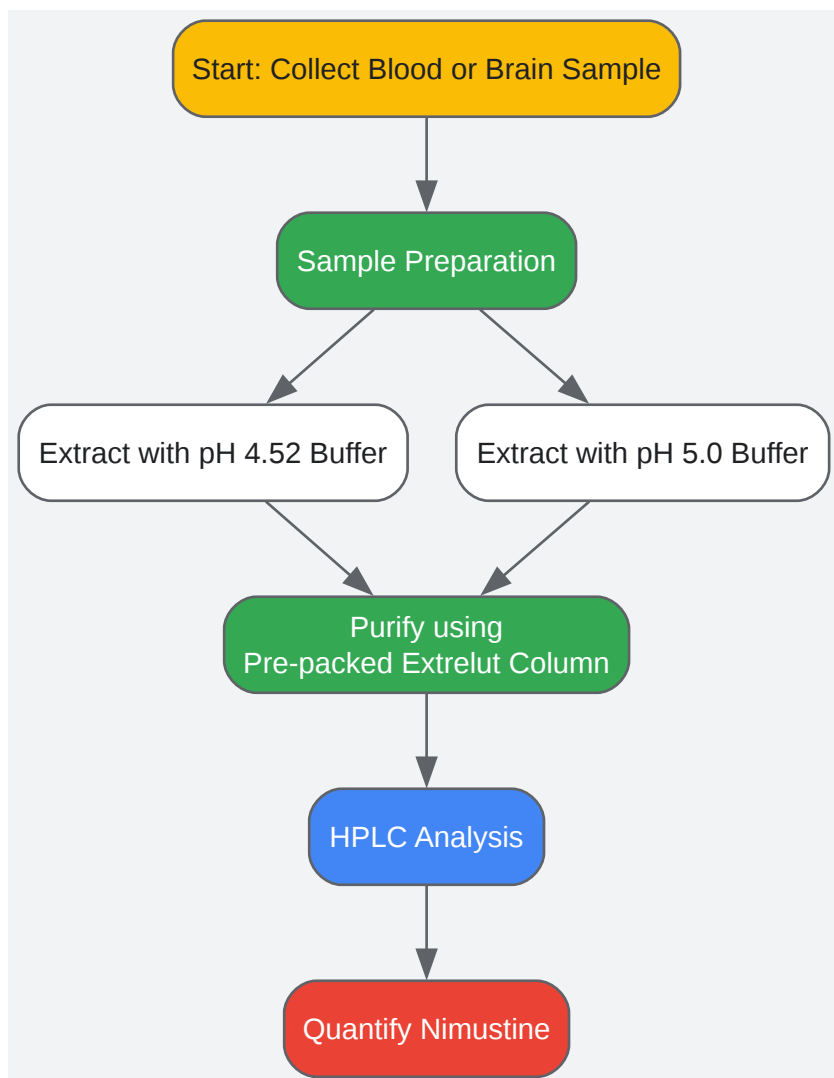 Start: Collect Blood or Brain Sample
Sample Preparation
Extract with pH 4.52 Buffer
Extract with pH 5.0 Buffer
Purify using
Pre-packed Extrelut Column
HPLC Analysis
Quantify Nimustine